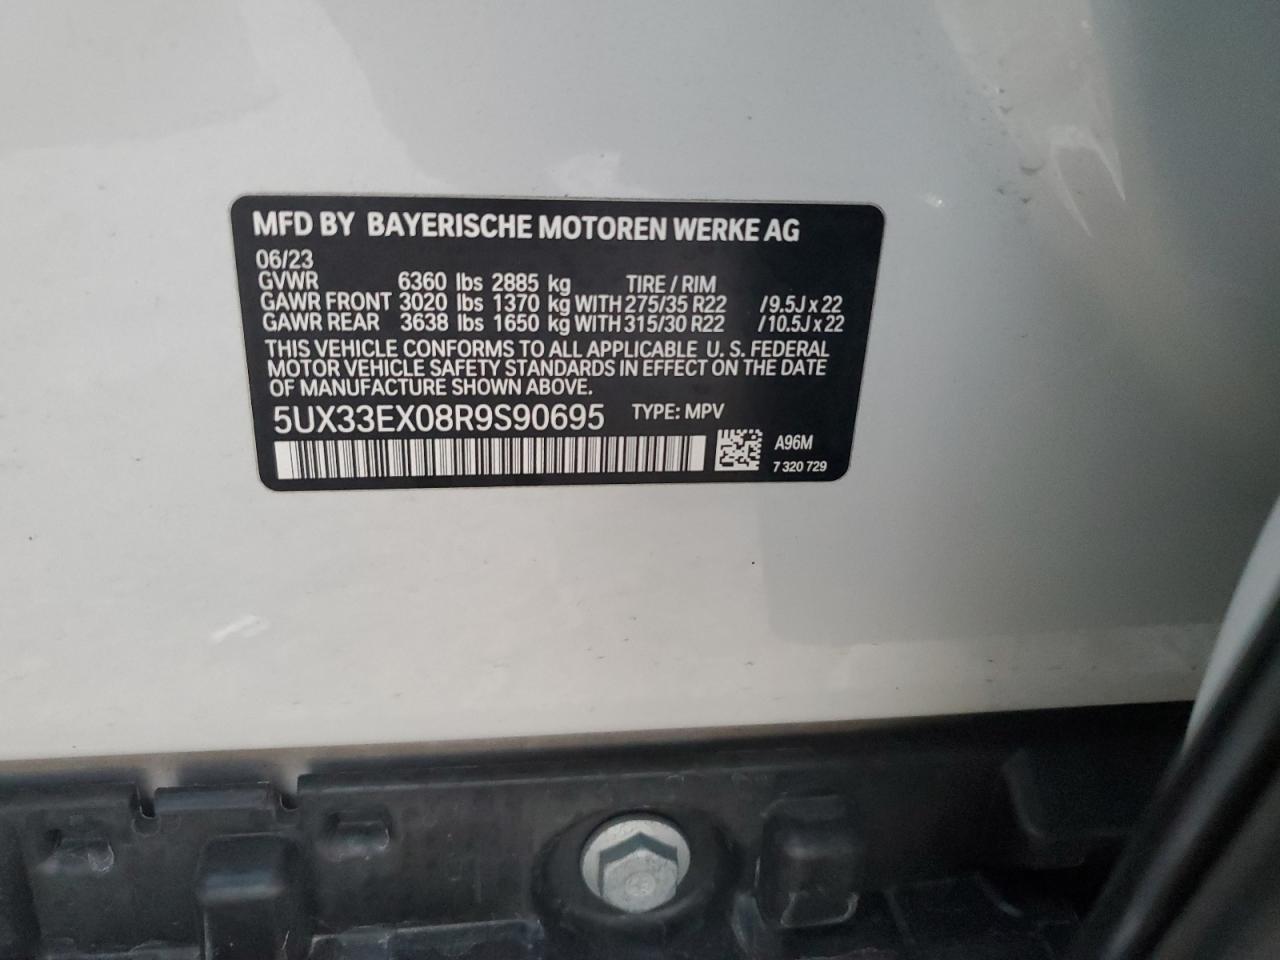 MFD BY BAYERISCHE MOTOREN WERKE AG
06/23
GVWR 6360 lbs 2885 kg TIRE / RIM
GAWR FRONT 3020 lbs 1370 kg WITH 275/35 R22 /9.5J x 22
GAWR REAR 3638 lbs 1650 kg WITH 315/30 R22 /10.5J x 22
THIS VEHICLE CONFORMS TO ALL APPLICABLE U. S. FEDERAL
MOTOR VEHICLE SAFETY STANDARDS IN EFFECT ON THE DATE
OF MANUFACTURE SHOWN ABOVE.
5UX33EX08R9S90695 TYPE: MPV
A96M
7 320 729